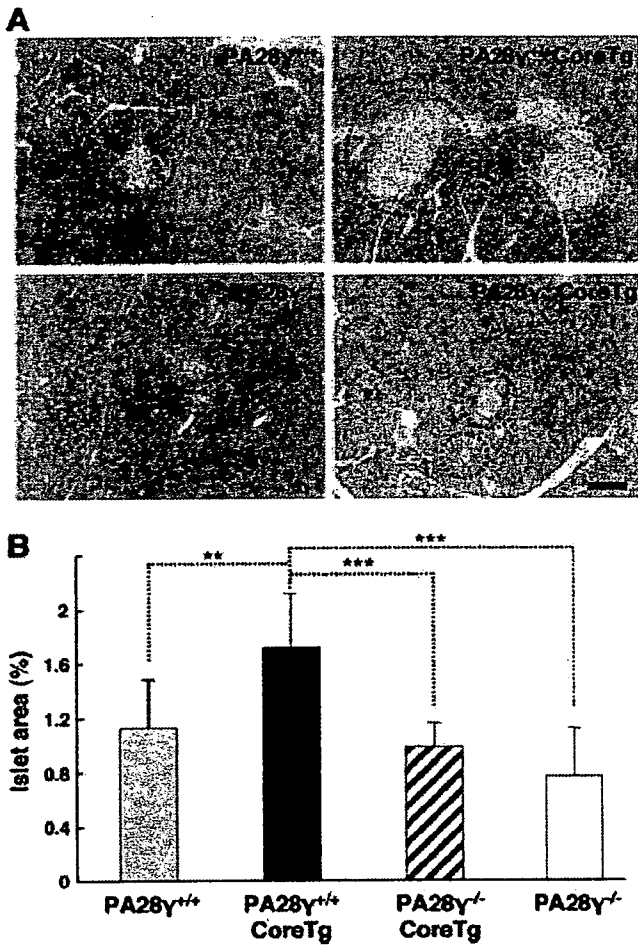 A
PA28γ+/+
PA28γ+/+CoreTg
PA28γ-/-CoreTg
B
**
***
***
2
1.6
1.2
0.8
0.4
0
Islet area (%)
PA28γ+/+
PA28γ+/+
CoreTg
PA28γ-/-
CoreTg
PA28γ-/-